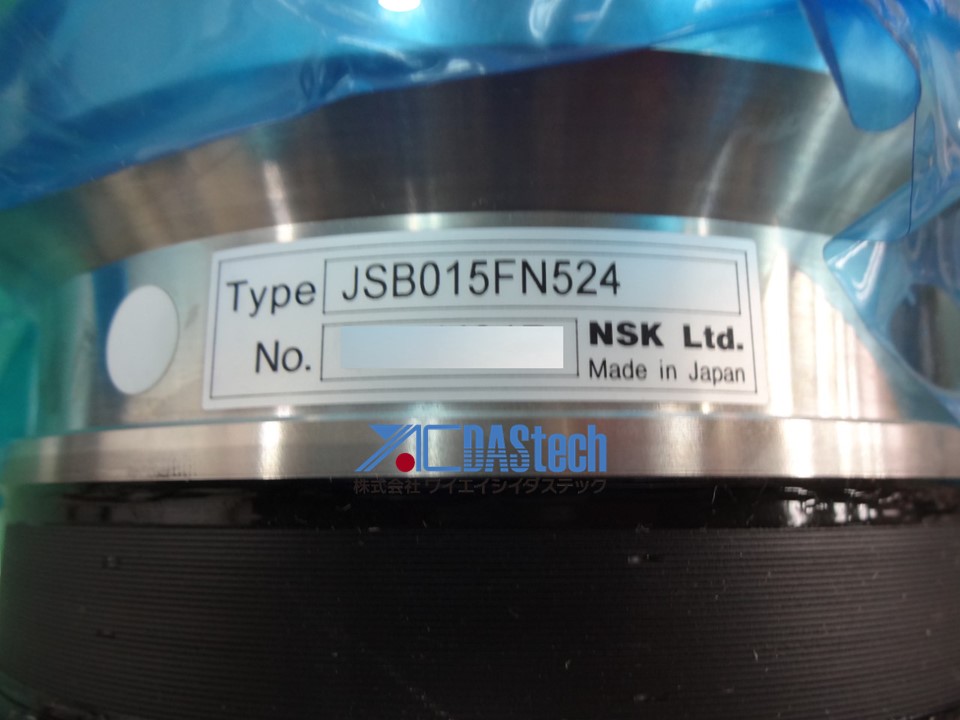 Type JSB015FN524
No.
NSK Ltd.
Made in Japan
YAC DAStech
株式会社 ワイエイシイダステック